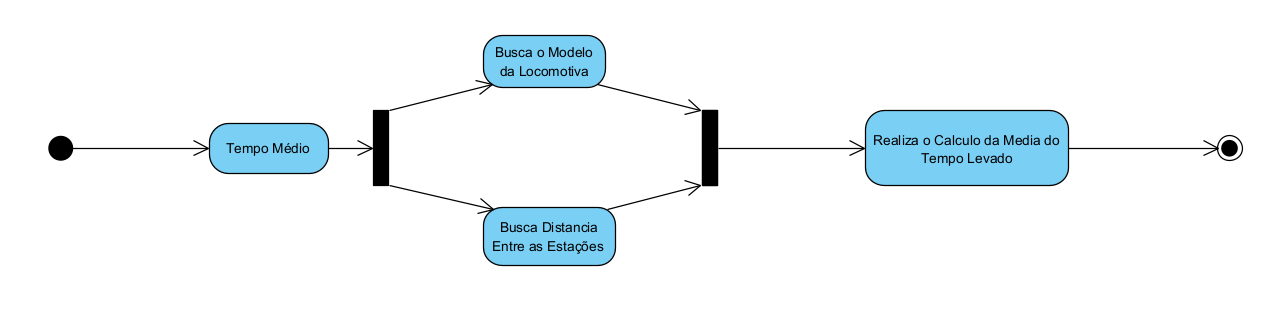 Busca o Modelo
da Locomotiva
Tempo Médio
Realiza o Calculo da Media do
Tempo Levado
Busca Distancia
Entre as Estações